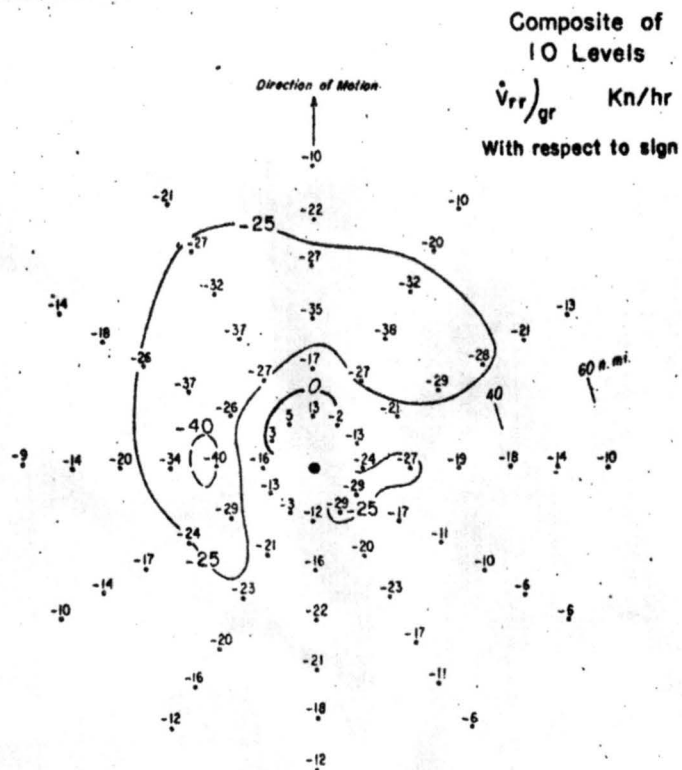 Composite of
10 Levels
Direction of Motion
V̇rr)gr Kn/hr
With respect to sign
-10
-21 -10
-22
-25
-27 -20
-27
-32 -32
-14 -13
-35
-18 -37 -38 -21
-26 -17 -28
-27 -27 60 n. mi.
-37 0 -29 40
-26 5 13 -2 -21
-40 3 -13
-9 -14 -20 -34 -40 -16 -24 -27 -19 -18 -14 -10
-13 -29
-29 -3 -12 -29 -25 -17
-24 -21 -20 -11
-17 -25 -16 -10
-14 -23 -23 -6
-10 -22 -6
-20 -17
-21
-16 -11
-12 -18 -6
-12